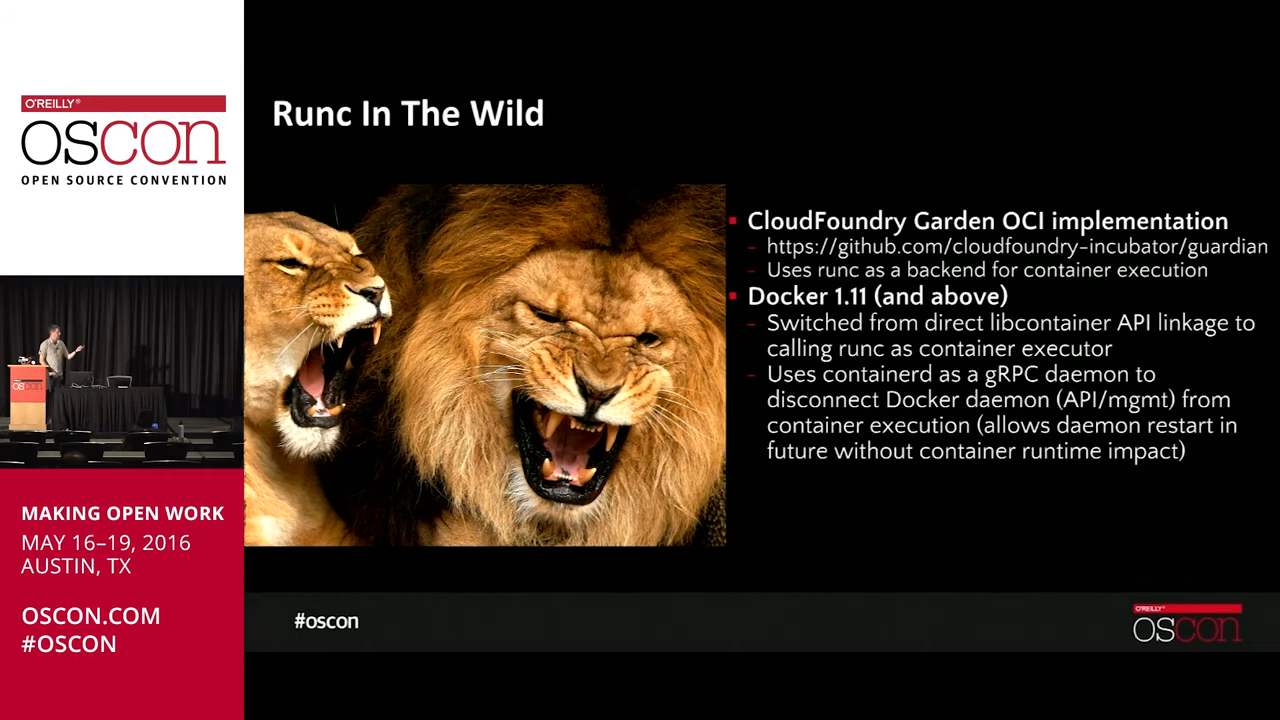 O'REILLY®
OSCON
OPEN SOURCE CONVENTION
OSCON
MAKING OPEN WORK
MAY 16–19, 2016
AUSTIN, TX
OSCON.COM
#OSCON
Runc In The Wild
CloudFoundry Garden OCI implementation
– https://github.com/cloudfoundry-incubator/guardian
– Uses runc as a backend for container execution
Docker 1.11 (and above)
– Switched from direct libcontainer API linkage to
calling runc as container executor
– Uses containerd as a gRPC daemon to
disconnect Docker daemon (API/mgmt) from
container execution (allows daemon restart in
future without container runtime impact)
#oscon
O'REILLY®
OSCON